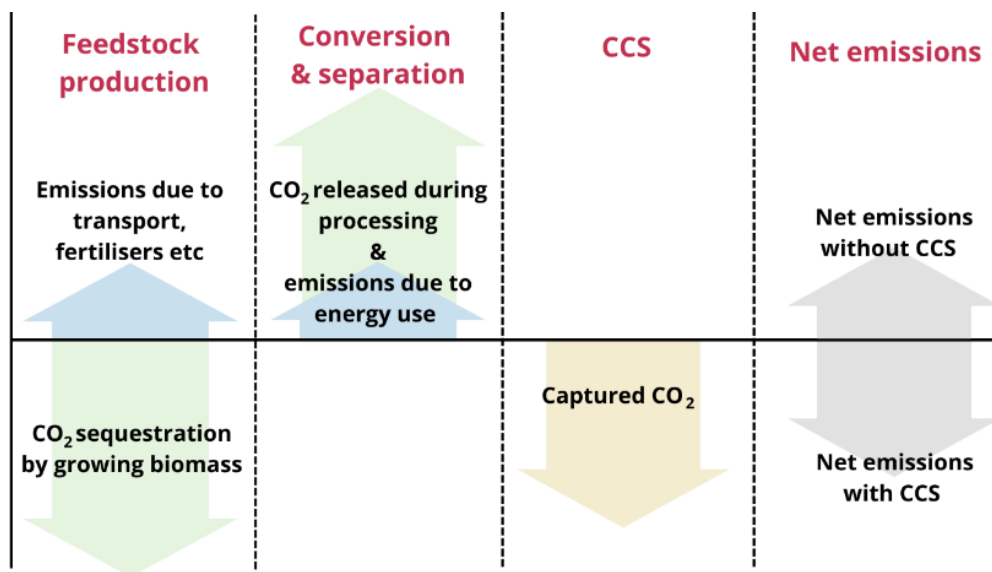 Feedstock
production
Conversion
& separation
CCS
Net emissions
Emissions due to
transport,
fertilisers etc
CO₂ released during
processing
&
emissions due to
energy use
Net emissions
without CCS
CO₂ sequestration
by growing biomass
Captured CO₂
Net emissions
with CCS